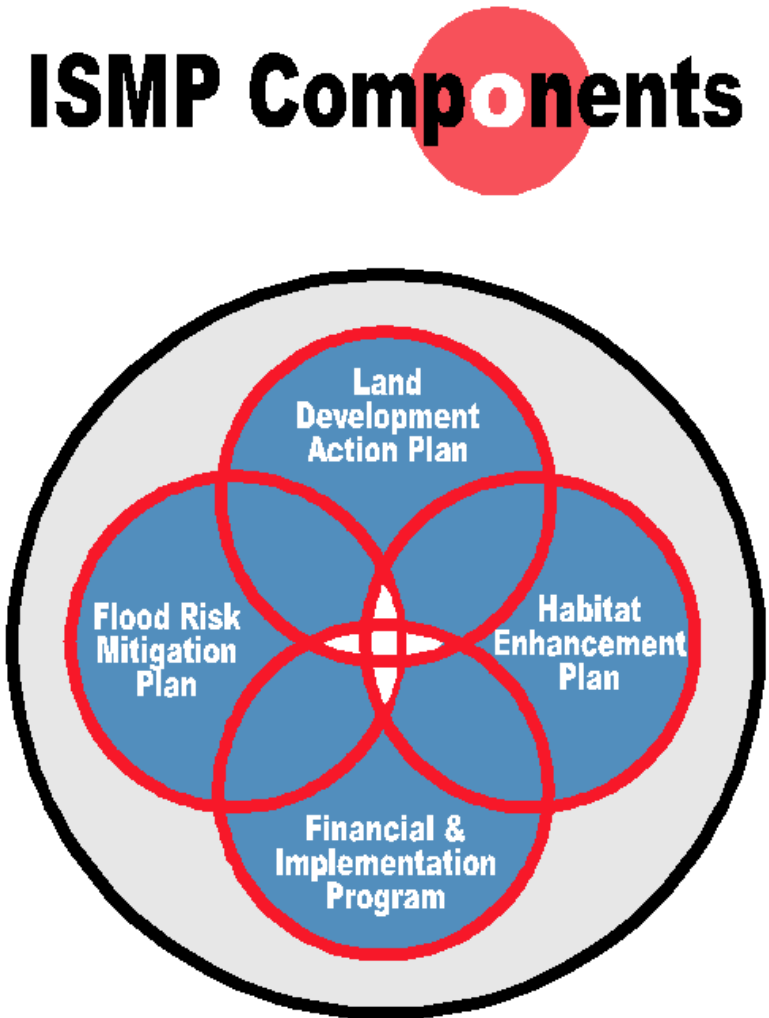 ISMP Components
Land
Development
Action Plan
Flood Risk
Mitigation
Plan
Habitat
Enhancement
Plan
Financial &
Implementation
Program